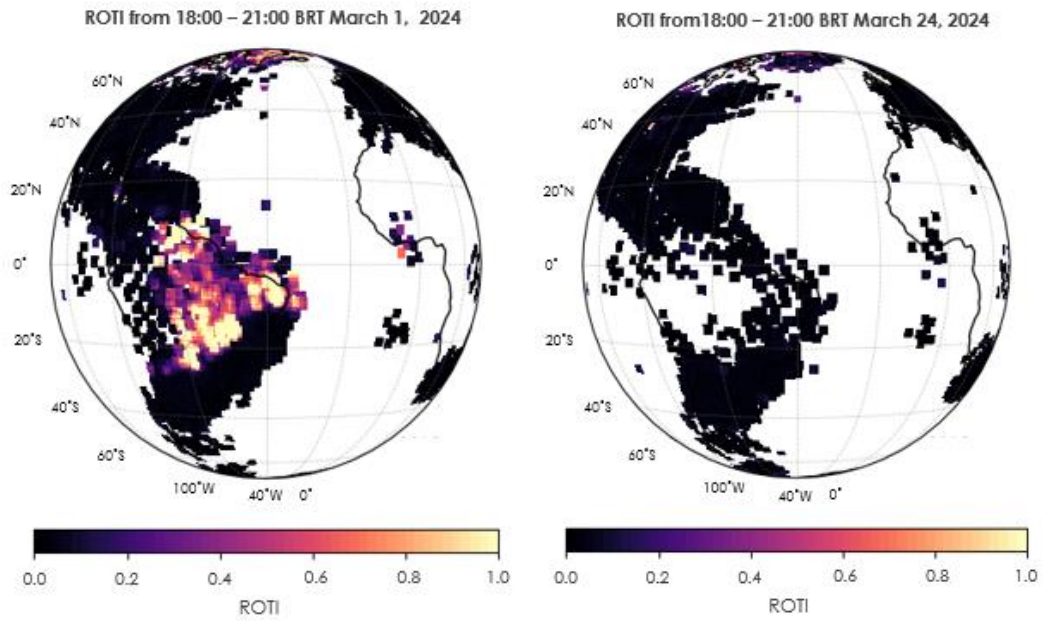 ROTI from 18:00 – 21:00 BRT March 1, 2024
60°N
40°N
20°N
0°
20°S
40°S
60°S
100°W
40°W
0°
0.0
0.2
0.4
0.6
0.8
1.0
ROTI
ROTI from18:00 – 21:00 BRT March 24, 2024
60°N
40°N
20°N
0°
20°S
40°S
60°S
100°W
40°W
0°
0.0
0.2
0.4
0.6
0.8
1.0
ROTI